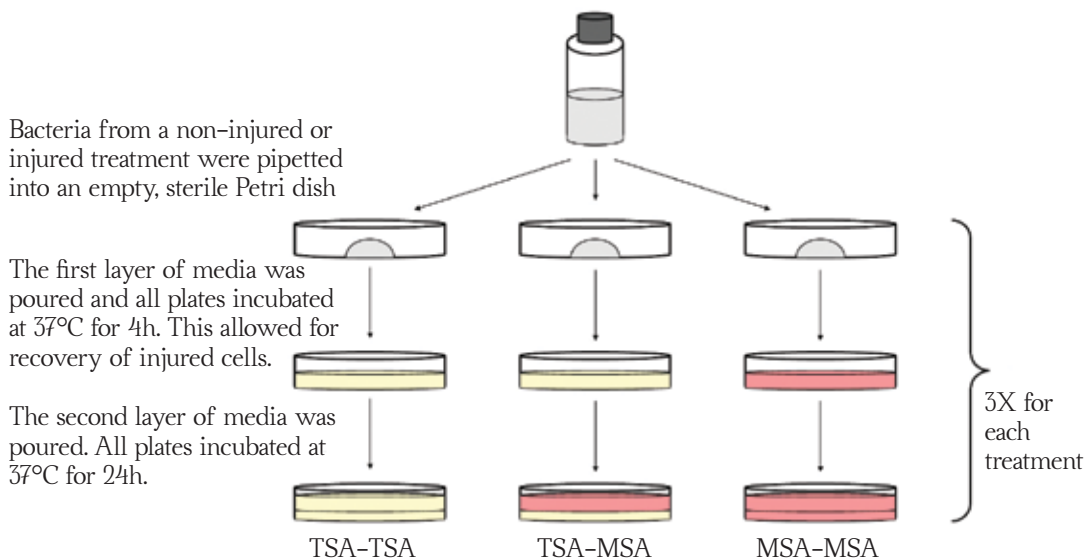 Bacteria from a non-injured or
injured treatment were pipetted
into an empty, sterile Petri dish
The first layer of media was
poured and all plates incubated
at 37°C for 4h. This allowed for
recovery of injured cells.
The second layer of media was
poured. All plates incubated at
37°C for 24h.
3X for
each
treatment
TSA-TSA
TSA-MSA
MSA-MSA